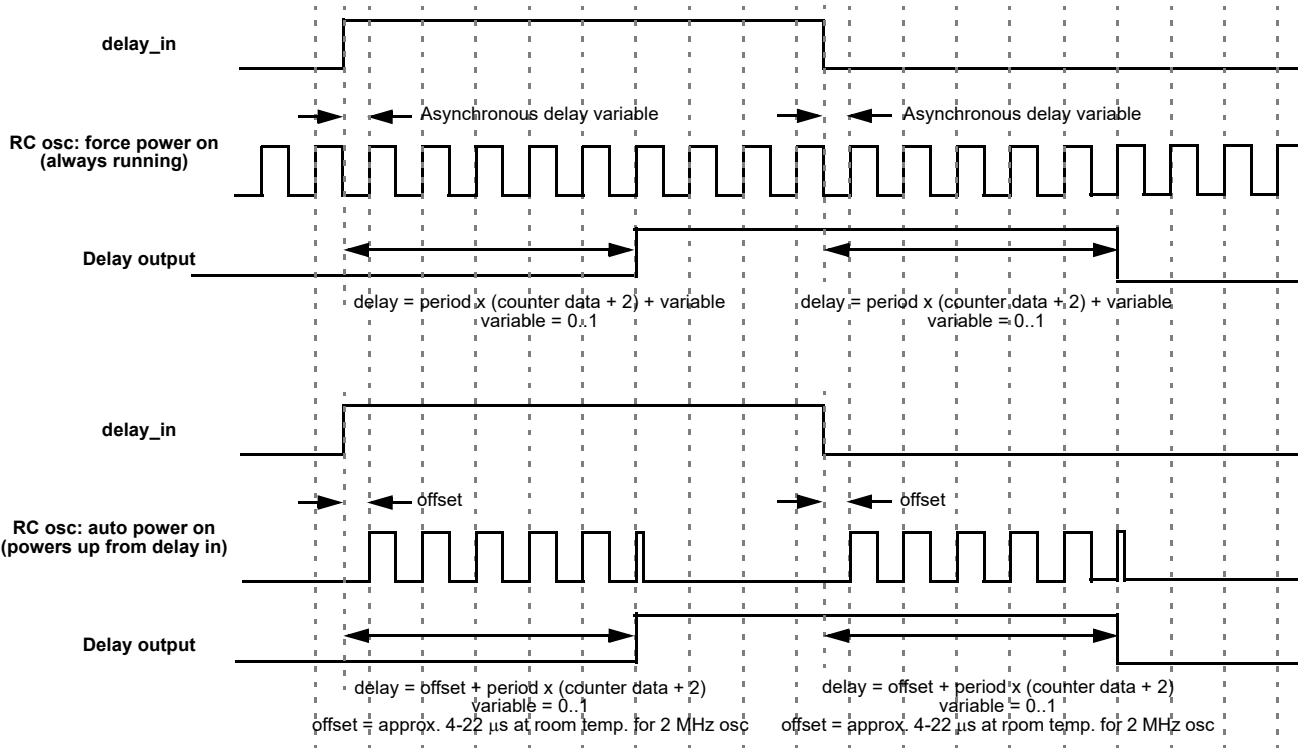 delay_in
Asynchronous delay variable
Asynchronous delay variable
RC osc: force power on
(always running)
Delay output
delay = period x (counter data + 2) + variable
variable = 0..1
delay = period x (counter data + 2) + variable
variable = 0..1
delay_in
offset
offset
RC osc: auto power on
(powers up from delay in)
Delay output
delay = offset + period x (counter data + 2)
variable = 0..1
offset = approx. 4-22 μs at room temp. for 2 MHz osc
delay = offset + period x (counter data + 2)
variable = 0..1
offset = approx. 4-22 μs at room temp. for 2 MHz osc